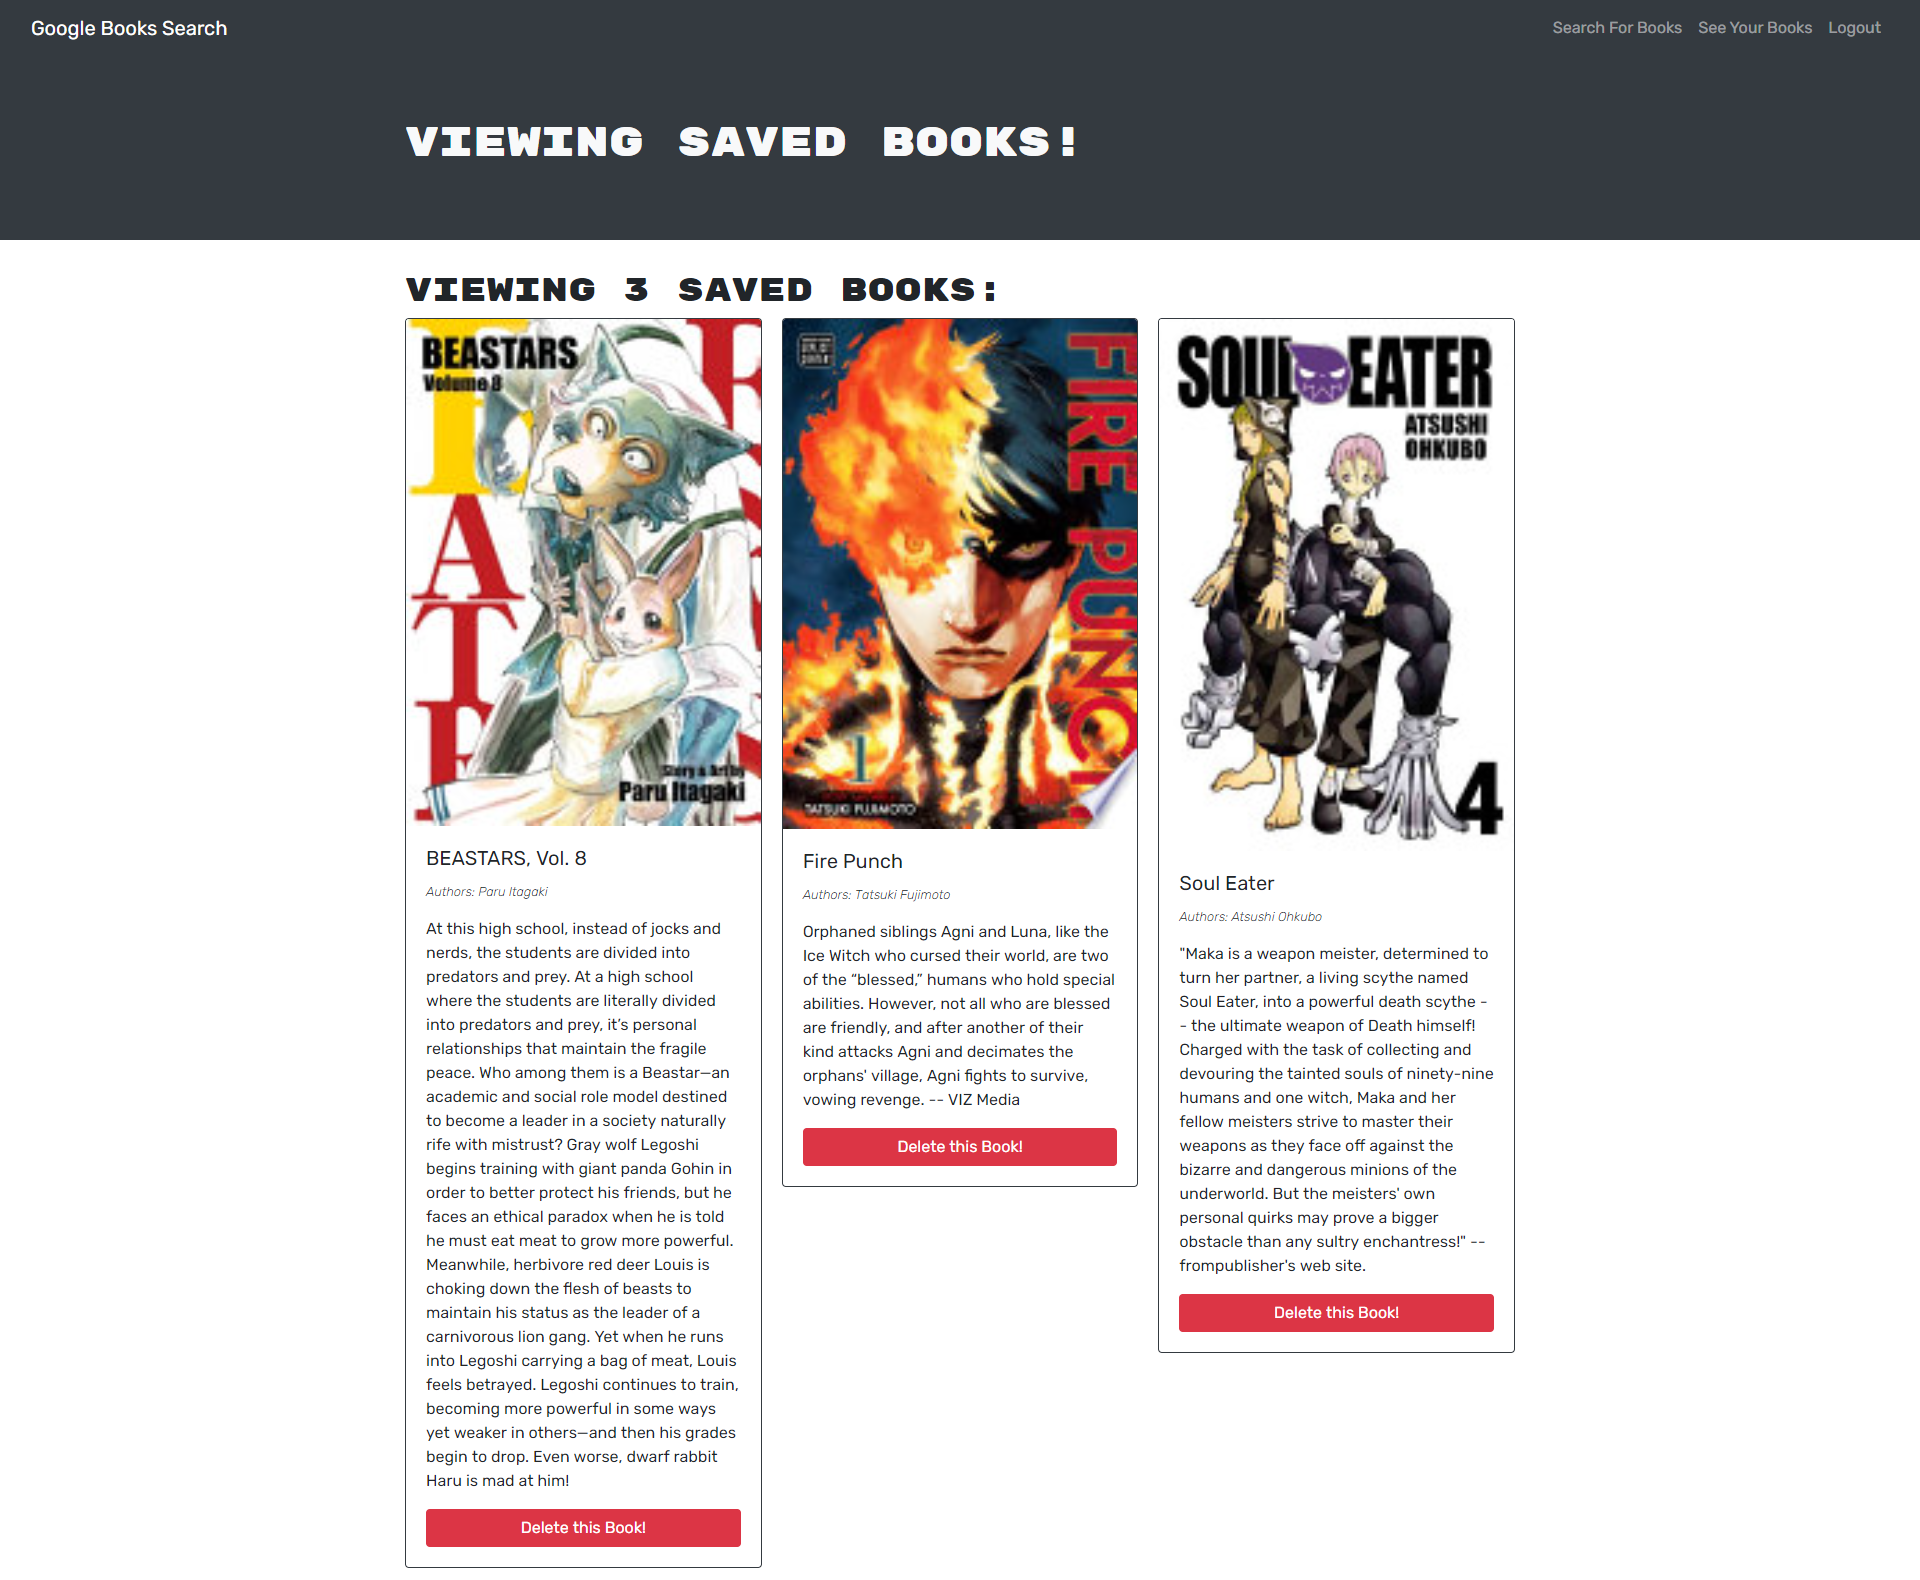 Google Books Search
Search For Books
See Your Books
Logout
VIEWING SAVED BOOKS!
VIEWING 3 SAVED BOOKS:
BEASTARS
Volume 8
Story & Art by
Paru Itagaki
BEASTARS, Vol. 8
Authors: Paru Itagaki
At this high school, instead of jocks and
nerds, the students are divided into
predators and prey. At a high school
where the students are literally divided
into predators and prey, it’s personal
relationships that maintain the fragile
peace. Who among them is a Beastar—an
academic and social role model destined
to become a leader in a society naturally
rife with mistrust? Gray wolf Legoshi
begins training with giant panda Gohin in
order to better protect his friends, but he
faces an ethical paradox when he is told
he must eat meat to grow more powerful.
Meanwhile, herbivore red deer Louis is
choking down the flesh of beasts to
maintain his status as the leader of a
carnivorous lion gang. Yet when he runs
into Legoshi carrying a bag of meat, Louis
feels betrayed. Legoshi continues to train,
becoming more powerful in some ways
yet weaker in others—and then his grades
begin to drop. Even worse, dwarf rabbit
Haru is mad at him!
Delete this Book!
FIRE PUNCH
1
TATSUKI FUJIMOTO
Fire Punch
Authors: Tatsuki Fujimoto
Orphaned siblings Agni and Luna, like the
Ice Witch who cursed their world, are two
of the “blessed,” humans who hold special
abilities. However, not all who are blessed
are friendly, and after another of their
kind attacks Agni and decimates the
orphans' village, Agni fights to survive,
vowing revenge. -- VIZ Media
Delete this Book!
SOUL EATER
ATSUSHI
OHKUBO
4
Soul Eater
Authors: Atsushi Ohkubo
"Maka is a weapon meister, determined to
turn her partner, a living scythe named
Soul Eater, into a powerful death scythe -
- the ultimate weapon of Death himself!
Charged with the task of collecting and
devouring the tainted souls of ninety-nine
humans and one witch, Maka and her
fellow meisters strive to master their
weapons as they face off against the
bizarre and dangerous minions of the
underworld. But the meisters' own
personal quirks may prove a bigger
obstacle than any sultry enchantress!" --
frompublisher's web site.
Delete this Book!